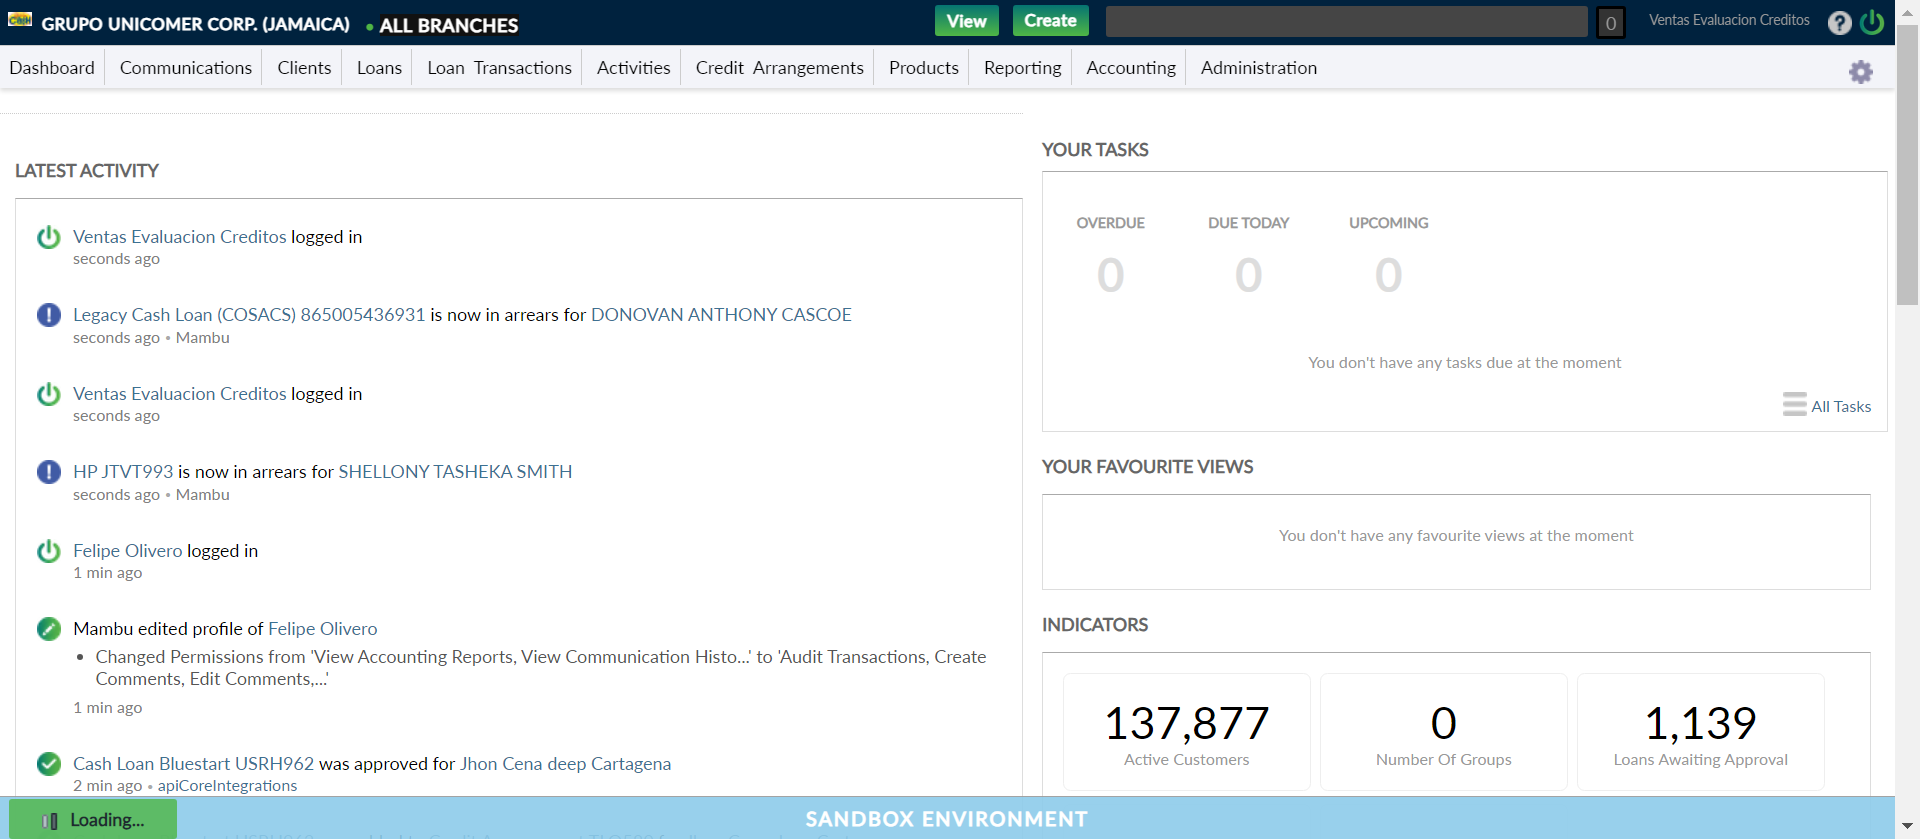 Cash GRUPO UNICOMER CORP. (JAMAICA) • ALL BRANCHES View Create 0 Ventas Evaluacion Creditos ?
Dashboard Communications Clients Loans Loan Transactions Activities Credit Arrangements Products Reporting Accounting Administration
LATEST ACTIVITY
Ventas Evaluacion Creditos logged in
seconds ago
Legacy Cash Loan (COSACS) 865005436931 is now in arrears for DONOVAN ANTHONY CASCOE
seconds ago • Mambu
Ventas Evaluacion Creditos logged in
seconds ago
HP JTVT993 is now in arrears for SHELLONY TASHEKA SMITH
seconds ago • Mambu
Felipe Olivero logged in
1 min ago
Mambu edited profile of Felipe Olivero
• Changed Permissions from 'View Accounting Reports, View Communication Histo...' to 'Audit Transactions, Create
Comments, Edit Comments,...'
1 min ago
Cash Loan Bluestart USRH962 was approved for Jhon Cena deep Cartagena
2 min ago • apiCoreIntegrations
YOUR TASKS
OVERDUE DUE TODAY UPCOMING
0 0 0
You don't have any tasks due at the moment
All Tasks
YOUR FAVOURITE VIEWS
You don't have any favourite views at the moment
INDICATORS
137,877 0 1,139
Active Customers Number Of Groups Loans Awaiting Approval
Loading... SANDBOX ENVIRONMENT